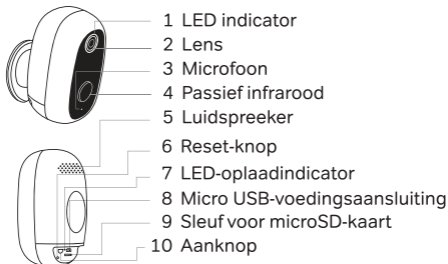 1 LED indicator
2 Lens
3 Microfoon
4 Passief infrarood
5 Luidspreeker
6 Reset-knop
7 LED-oplaadindicator
8 Micro USB-voedingsaansluiting
9 Sleuf voor microSD-kaart
10 Aanknop